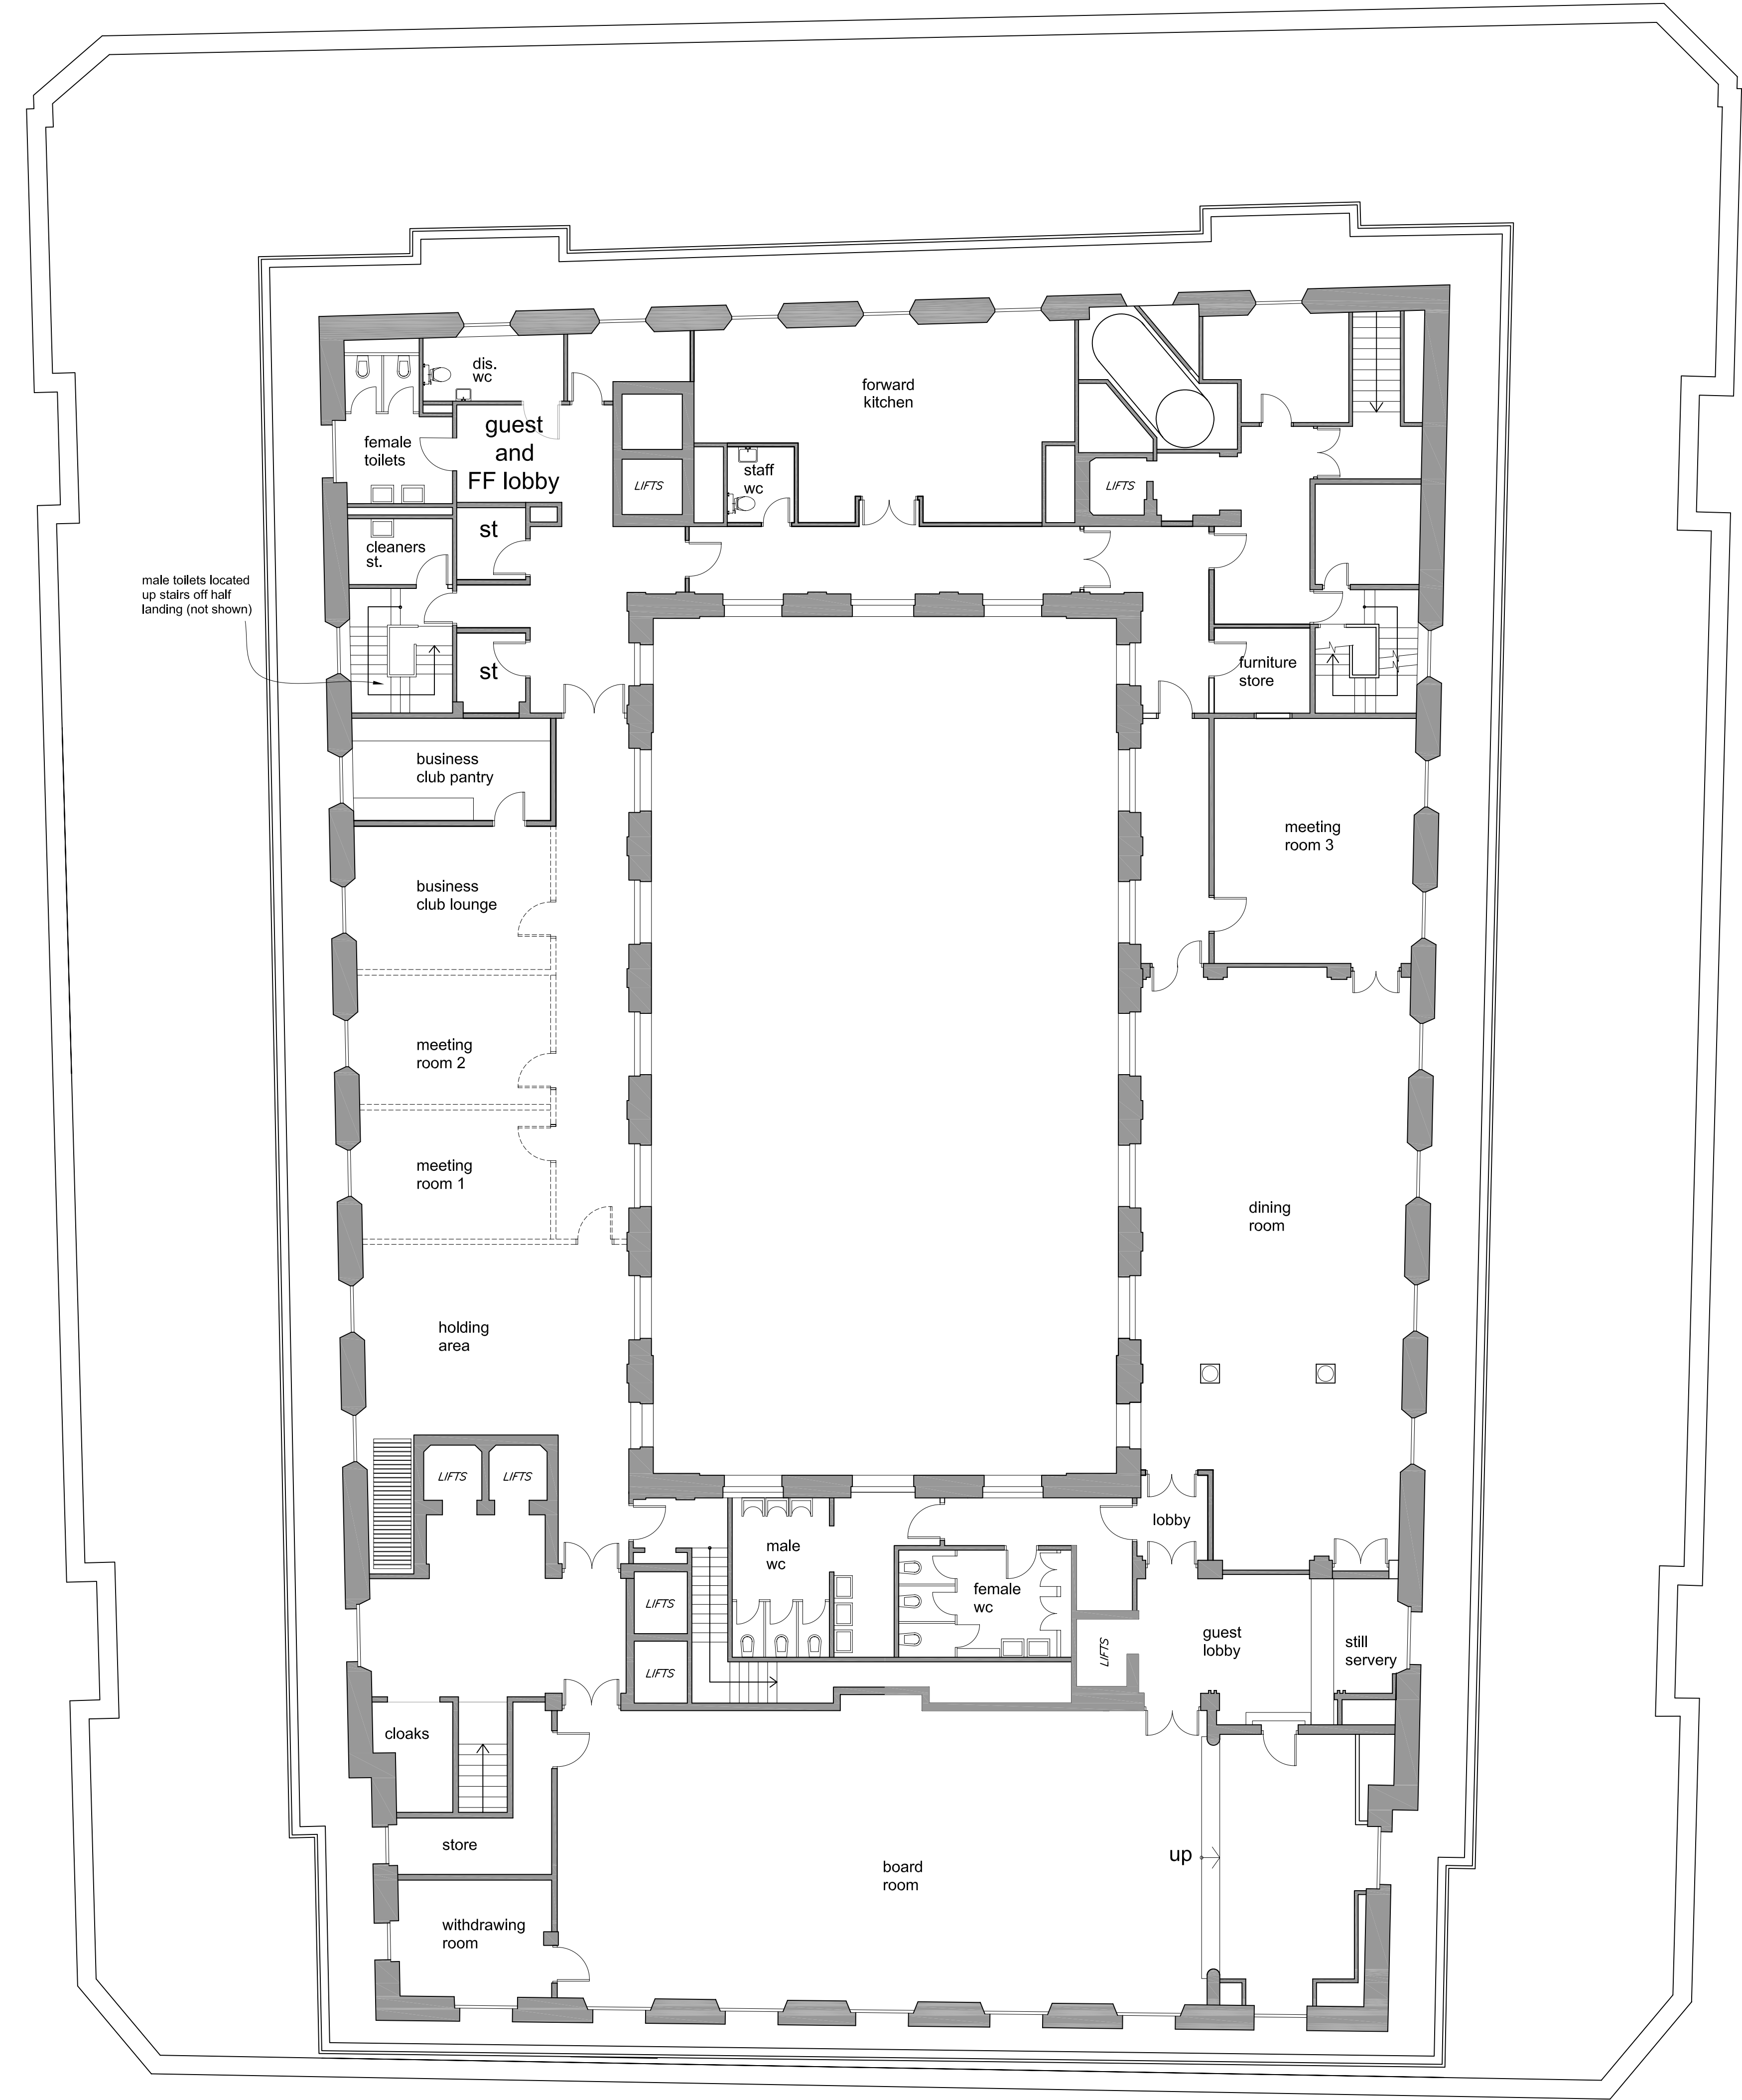 dis.
wc
guest
and
FF lobby
female
toilets
LIFTS
forward
kitchen
staff
wc
LIFTS
st
cleaners
st.
male toilets located
up stairs off half
landing (not shown)
st
furniture
store
business
club pantry
meeting
room 3
business
club lounge
meeting
room 2
meeting
room 1
dining
room
holding
area
LIFTS
LIFTS
lobby
male
wc
female
wc
LIFTS
LIFTS
LIFTS
guest
lobby
still
servery
cloaks
store
up
board
room
withdrawing
room